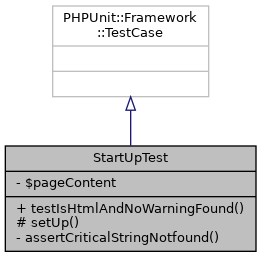 PHPUnit::Framework
::TestCase
StartUpTest
- $pageContent
+ testIsHtmlAndNoWarningFound()
# setUp()
- assertCriticalStringNotfound()